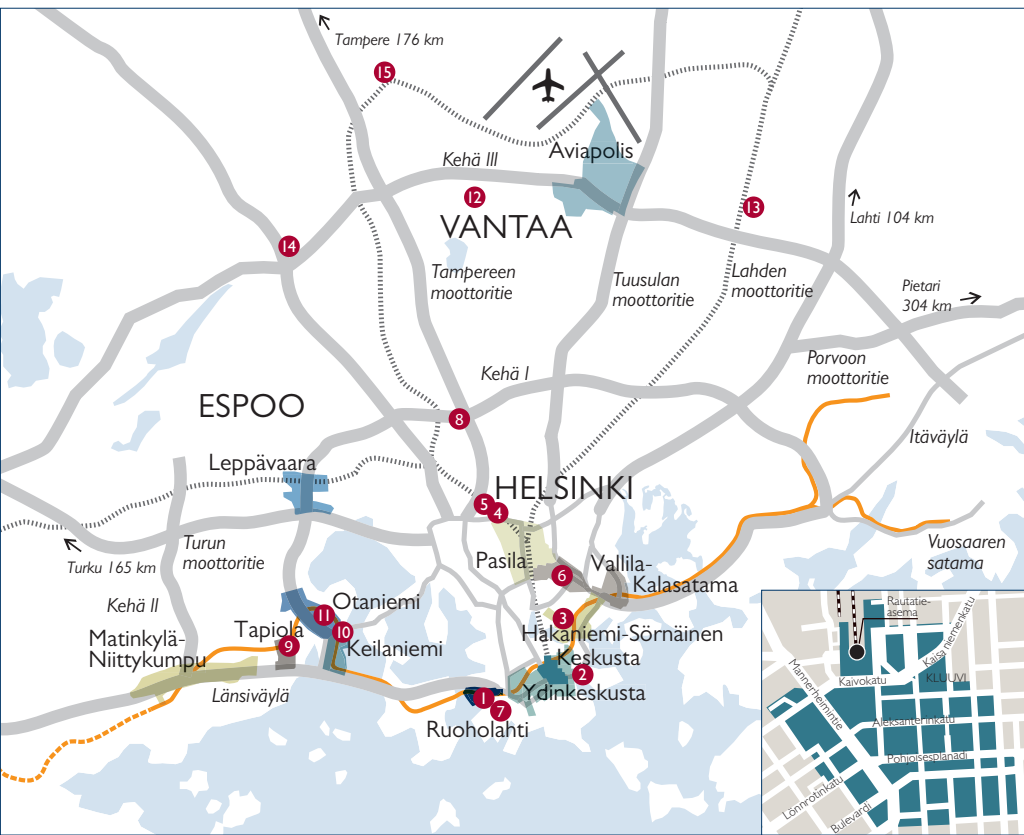 Tampere 176 km
15
Aviapolis
Kehä III
12
VANTAA
13
Lahti 104 km
14
Tampereen
moottoritie
Tuusulan
moottoritie
Lahden
moottoritie
Pietari
304 km
Porvoon
moottoritie
Kehä I
ESPOO
8
Itäväylä
Leppävaara
HELSINKI
5
4
Turku 165 km
Turun
moottoritie
Pasila
6
Vallila-
Kalasatama
Vuosaaren
satama
Kehä II
Otaniemi
11
10
Tapiola
9
Keilaniemi
3
Hakaniemi-Sörnäinen
Matinkylä-
Niittykumpu
Keskusta
2
Länsiväylä
Ydinkeskusta
1
7
Ruoholahti
Rautatie-
asema
Kaisaniemenkatu
Mannerheimintie
Kaivokatu
KLUUVI
Aleksanterinkatu
Pohjoisesplanadi
Lönnrotinkatu
Bulevardi